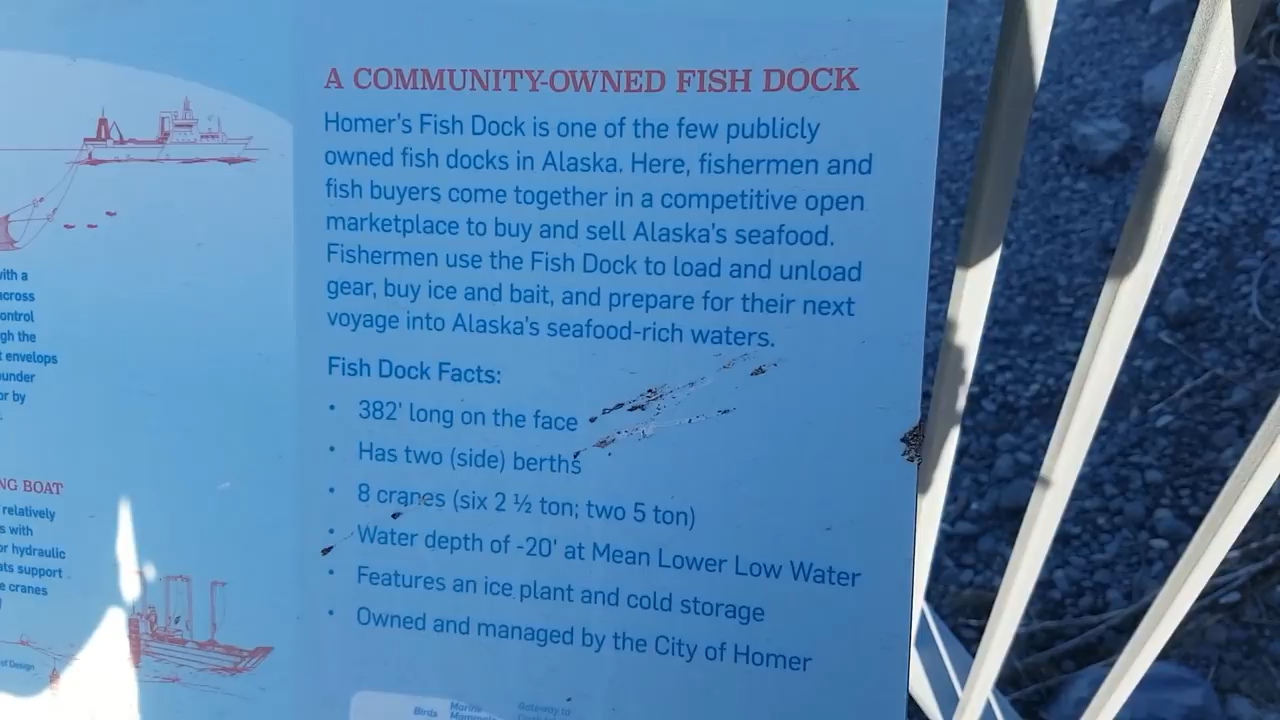 with a
across
control
gh the
t envelops
ounder
or by
NG BOAT
relatively
s with
or hydraulic
ats support
e cranes
st Design
A COMMUNITY-OWNED FISH DOCK
Homer's Fish Dock is one of the few publicly
owned fish docks in Alaska. Here, fishermen and
fish buyers come together in a competitive open
marketplace to buy and sell Alaska's seafood.
Fishermen use the Fish Dock to load and unload
gear, buy ice and bait, and prepare for their next
voyage into Alaska's seafood-rich waters.
Fish Dock Facts:
• 382' long on the face
• Has two (side) berths
• 8 cranes (six 2 ½ ton; two 5 ton)
• Water depth of -20' at Mean Lower Low Water
• Features an ice plant and cold storage
• Owned and managed by the City of Homer
Birds
Marine
Mammals
Gateway to